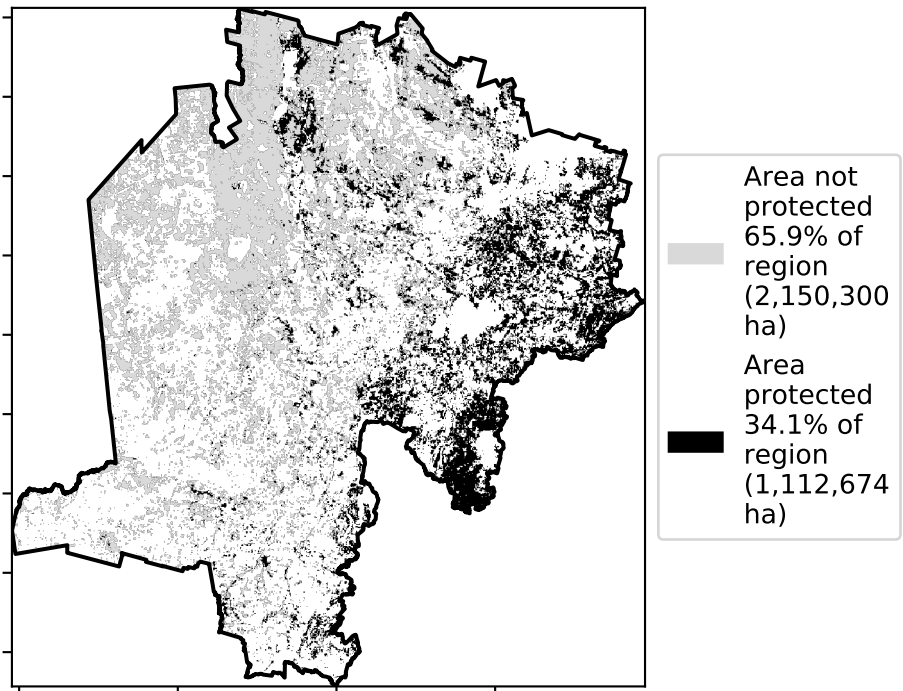 Area not
protected
65.9% of
region
(2,150,300
ha)
Area
protected
34.1% of
region
(1,112,674
ha)